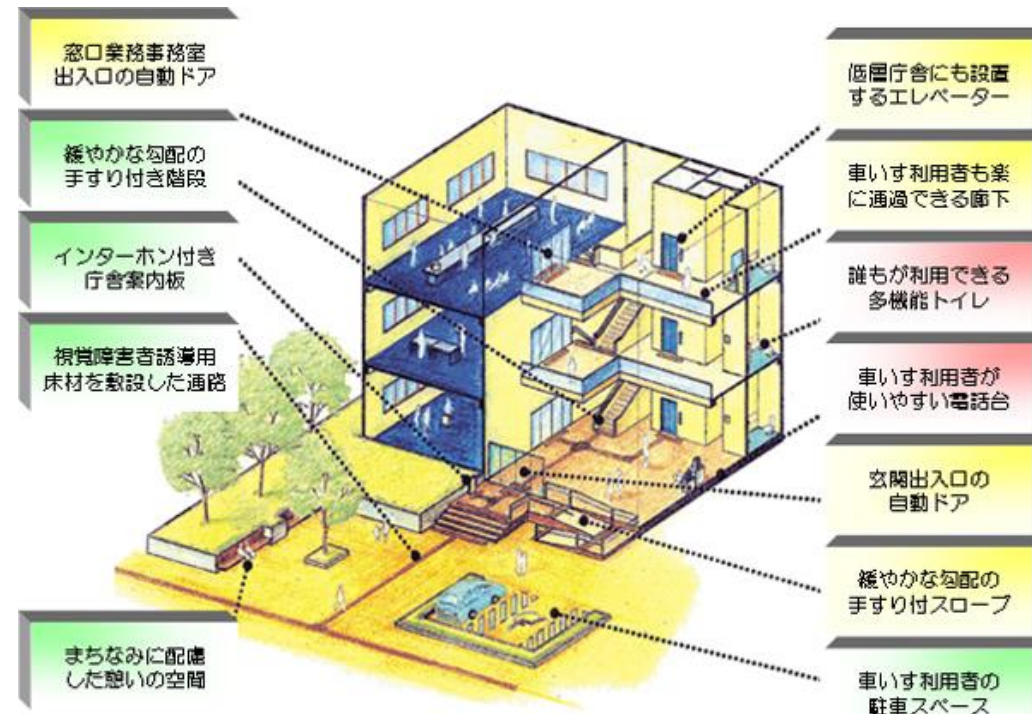 窓口業務事務室
出入口の自動ドア
緩やかな勾配の
手すり付き階段
インターホン付き
庁舎案内板
視覚障害者誘導用
床材を敷設した通路
まちなみに配慮
した憩いの空間
低層庁舎にも設置
するエレベーター
車いす利用者も楽
に通過できる廊下
誰もが利用できる
多機能トイレ
車いす利用者が
使いやすい電話台
玄関出入口の
自動ドア
緩やかな勾配の
手すり付スロープ
車いす利用者の
駐車スペース